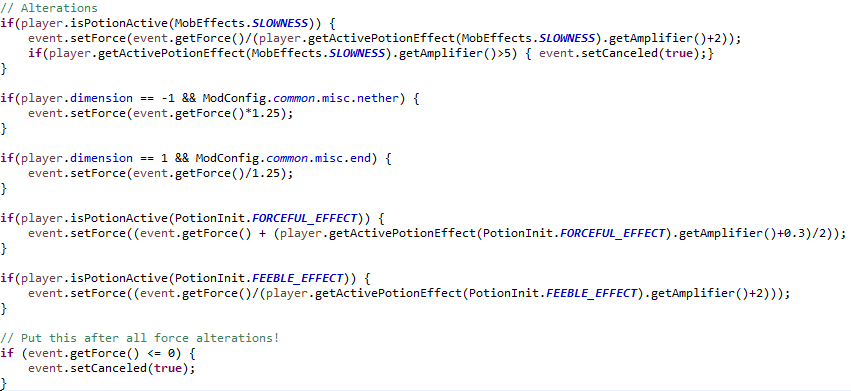 // Alterations
if(player.isPotionActive(MobEffects.SLOWNESS)) {
    event.setForce(event.getForce()/(player.getActivePotionEffect(MobEffects.SLOWNESS).getAmplifier()+2));
    if(player.getActivePotionEffect(MobEffects.SLOWNESS).getAmplifier()>5) { event.setCanceled(true);}
}

if(player.dimension == -1 && ModConfig.common.misc.nether) {
    event.setForce(event.getForce()*1.25);
}

if(player.dimension == 1 && ModConfig.common.misc.end) {
    event.setForce(event.getForce()/1.25);
}

if(player.isPotionActive(PotionInit.FORCEFUL_EFFECT)) {
    event.setForce((event.getForce() + (player.getActivePotionEffect(PotionInit.FORCEFUL_EFFECT).getAmplifier()+0.3)/2));
}

if(player.isPotionActive(PotionInit.FEEBLE_EFFECT)) {
    event.setForce((event.getForce()/(player.getActivePotionEffect(PotionInit.FEEBLE_EFFECT).getAmplifier()+2)));
}

// Put this after all force alterations!
if (event.getForce() <= 0) {
    event.setCanceled(true);
}